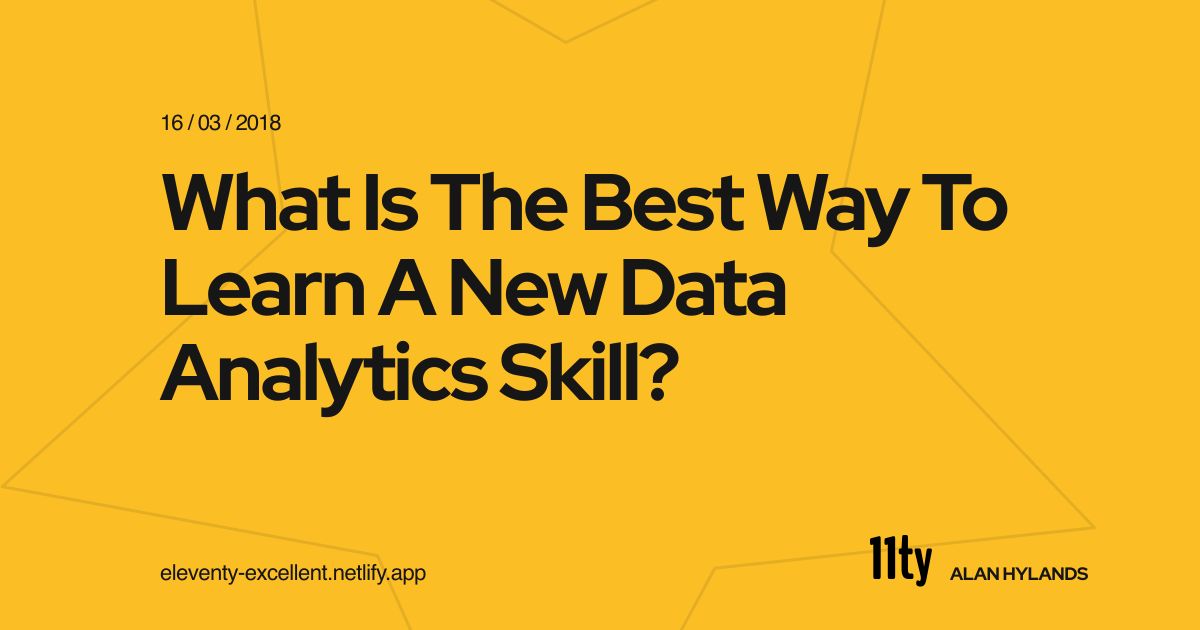 16 / 03 / 2018
What Is The Best Way To
Learn A New Data
Analytics Skill?
eleventy-excellent.netlify.app
11ty
ALAN HYLANDS